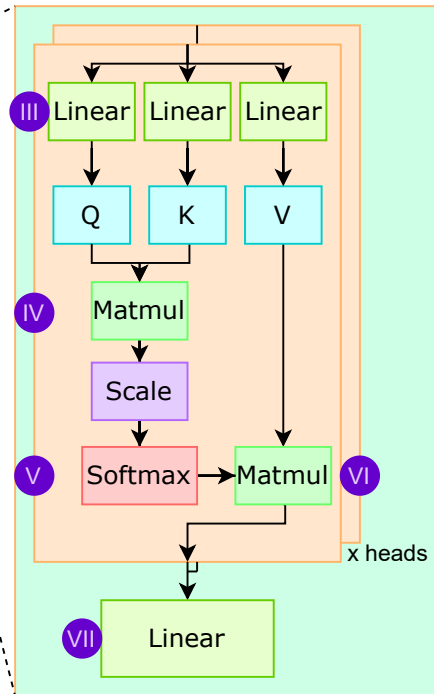 III Linear Linear Linear
Q K V
IV Matmul
Scale
V Softmax Matmul VI
x heads
VII Linear